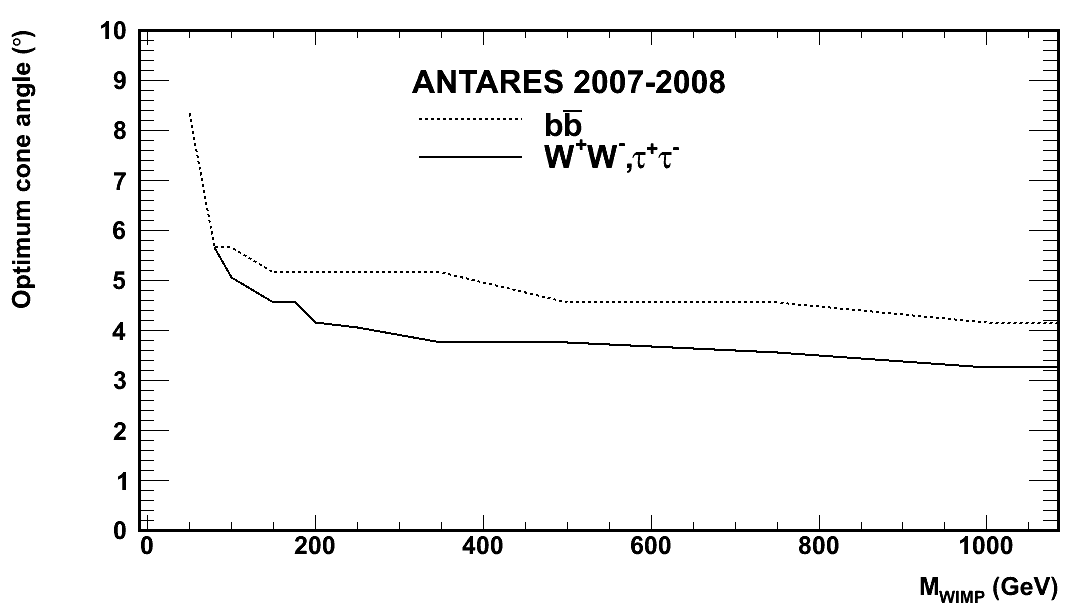 Optimum cone angle (°)
10
9
8
7
6
5
4
3
2
1
0
ANTARES 2007-2008
bb̅
W⁺W⁻,τ⁺τ⁻
0 200 400 600 800 1000
M_WIMP (GeV)